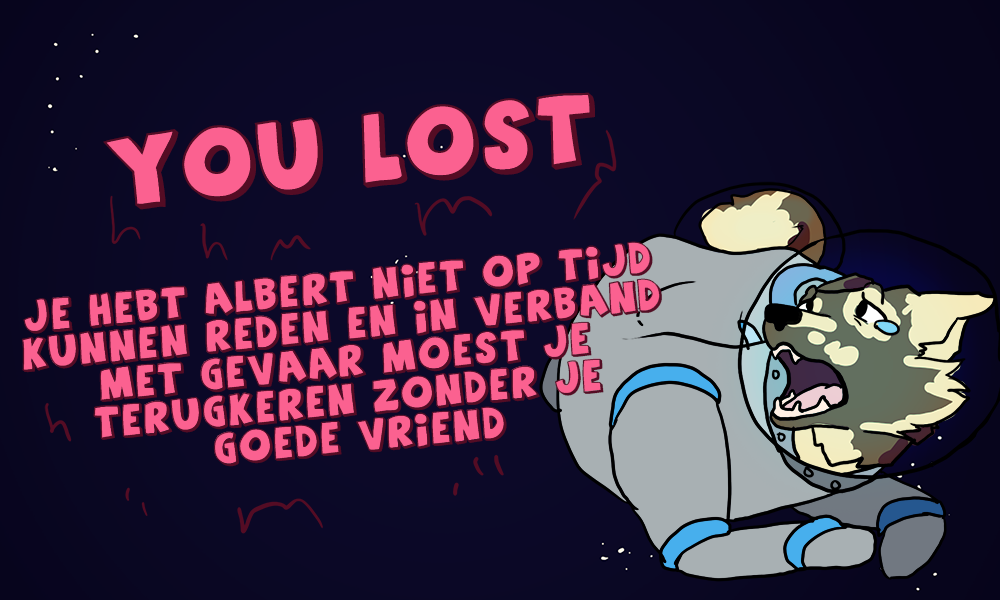 YOU LOST
JE HEBT ALBERT NIET OP TIJD
KUNNEN REDEN EN IN VERBAND
MET GEVAAR MOEST JE
TERUGKEREN ZONDER JE
GOEDE VRIEND